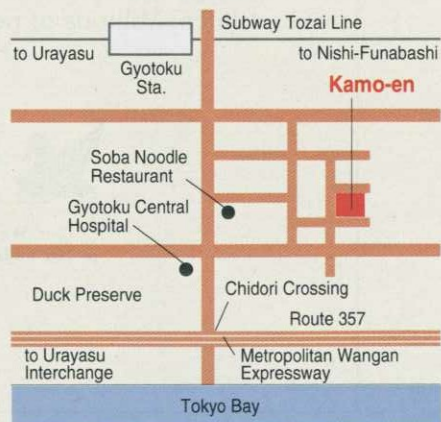 Subway Tozai Line
to Urayasu
Gyotoku
Sta.
to Nishi-Funabashi
Kamo-en
Soba Noodle
Restaurant
Gyotoku Central
Hospital
Duck Preserve
Chidori Crossing
Route 357
to Urayasu
Interchange
Metropolitan Wangan
Expressway
Tokyo Bay